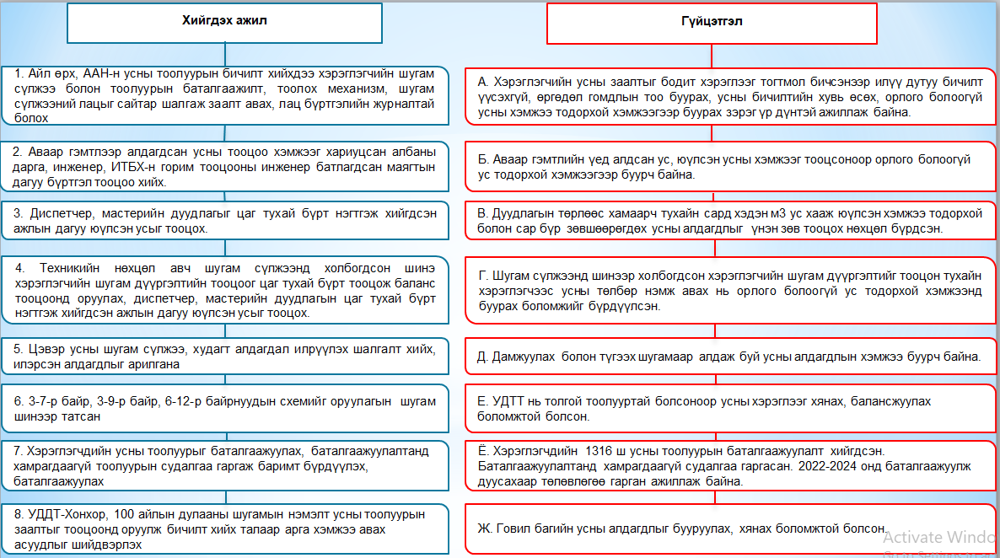 Хийгдэх ажил
1. Айл өрх, ААН-н усны тоолуурын бичилт хийхдээ хэрэглэгчийн шугам
сүлжээ болон тоолуурын баталгаажилт, тоолох механизм, шугам
сүлжээний лацыг сайтар шалгаж заалт авах, лац бүртгэлийн журналтай
болох
2. Аваар гэмтлээр алдагдсан усны тооцоо хэмжээг хариуцсан албаны
дарга, инженер, ИТБХ-н горим тооцооны инженер батлагдсан маягтын
дагуу бүртгэл тооцоо хийх.
3. Диспетчер, мастерийн дуудлагыг цаг тухай бүрт нэгтгэж хийгдсэн
ажлын дагуу юүлсэн усыг тооцох.
4. Техникийн нөхцөл авч шугам сүлжээнд холбогдсон шинэ
хэрэглэгчийн шугам дүүргэлтийн тооцоог цаг тухай бүрт тооцож баланс
тооцоонд оруулах, диспетчер, мастерийн дуудлагын цаг тухай бүрт
нэгтгэж хийгдсэн ажлын дагуу юүлсэн усыг тооцох.
5. Цэвэр усны шугам сүлжээ, худагт алдагдал илрүүлэх шалгалт хийх,
илэрсэн алдагдлыг арилгана
6. 3-7-р байр, 3-9-р байр, 6-12-р байрнуудын схемийг оруулагин шугам
шинээр татсан
7. Хэрэглэгчдийн усны тоолуурыг баталгаажуулах, баталгаажуулалтанд
хамрагдаагүй тоолуурын судалгаа гаргаж баримт бүрдүүлэх,
баталгаажуулах
8. УДДТ-Хонхор, 100 айлын дулааны шугамын нэмэлт усны тоолуурын
заалтыг тооцоонд оруулж бичилт хийх талаар арга хэмжээ авах
асуудлыг шийдвэрлэх
Гүйцэтгэл
А. Хэрэглэгчийн усны заалтыг бодит хэрэглээг тогтмол бичсэнээр илүү дутуу бичилт
үүсэхгүй, өргөдөл гомдлын тоо буурах, усны бичилтийн хувь өсөх, орлого болоогүй
усны хэмжээ тодорхой хэмжээгээр буурах зэрэг үр дүнтэй ажиллаж байна.
Б. Аваар гэмтлийн үед алдсан ус, юүлсэн усны хэмжээг тооцсоноор орлого болоогүй
ус тодорхой хэмжээгээр буурч байна.
В. Дуудлагын төрлөөс хамаарч тухайн сард хэдэн м3 ус хааж юүлсэн хэмжээ тодорхой
болон сар бүр зөвшөөрөгдөх усны алдагдлыг үнэн зөв тооцох нөхцөл бүрдсэн.
Г. Шугам сүлжээнд шинээр холбогдсон хэрэглэгчийн шугам дүүргэлтийг тооцон тухайн
хэрэглэгчээс усны төлбөр нэмж авах нь орлого болоогүй ус тодорхой хэмжээнд
буурах боломжийг бүрдүүлсэн.
Д. Дамжуулах болон түгээх шугамаар алдаж буй усны алдагдлын хэмжээ буурч байна.
Е. УДТТ нь толгой тоолууртай болсоноор усны хэрэглээг хянах, балансжуулах
боломжтой болсон.
Ё. Хэрэглэгчдийн 1316 ш усны тоолуурын баталгаажуулалт хийгдсэн.
Баталгаажуулалтанд хамрагдаагүй судалгаа гаргасан. 2022-2024 онд баталгаажуулж
дуусахаар төлөвлөгөө гарган ажиллаж байна.
Ж. Говил багийн усны алдагдлыг бууруулах, хянах боломжтой болсон.
Activate Windo